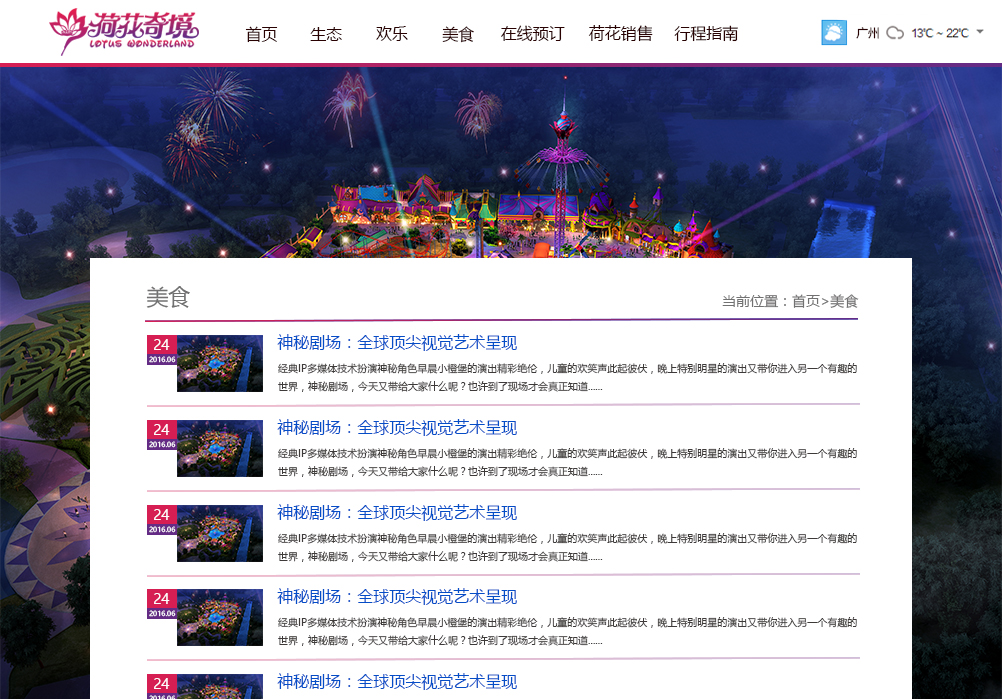 荷花奇境
LOTUS WONDERLAND
首页 生态 欢乐 美食 在线预订 荷花销售 行程指南
广州 13℃ ~ 22℃
美食
当前位置：首页>美食
24
2016.06
神秘剧场：全球顶尖视觉艺术呈现
经典IP多媒体技术扮演神秘角色早晨小橙堡的演出精彩绝伦，儿童的欢笑声此起彼伏，晚上特别明星的演出又带你进入另一个有趣的
世界，神秘剧场，今天又带给大家什么呢？也许到了现场才会真正知道......
24
2016.06
神秘剧场：全球顶尖视觉艺术呈现
经典IP多媒体技术扮演神秘角色早晨小橙堡的演出精彩绝伦，儿童的欢笑声此起彼伏，晚上特别明星的演出又带你进入另一个有趣的
世界，神秘剧场，今天又带给大家什么呢？也许到了现场才会真正知道......
24
2016.06
神秘剧场：全球顶尖视觉艺术呈现
经典IP多媒体技术扮演神秘角色早晨小橙堡的演出精彩绝伦，儿童的欢笑声此起彼伏，晚上特别明星的演出又带你进入另一个有趣的
世界，神秘剧场，今天又带给大家什么呢？也许到了现场才会真正知道......
24
2016.06
神秘剧场：全球顶尖视觉艺术呈现
经典IP多媒体技术扮演神秘角色早晨小橙堡的演出精彩绝伦，儿童的欢笑声此起彼伏，晚上特别明星的演出又带你进入另一个有趣的
世界，神秘剧场，今天又带给大家什么呢？也许到了现场才会真正知道......
24
2016.06
神秘剧场：全球顶尖视觉艺术呈现